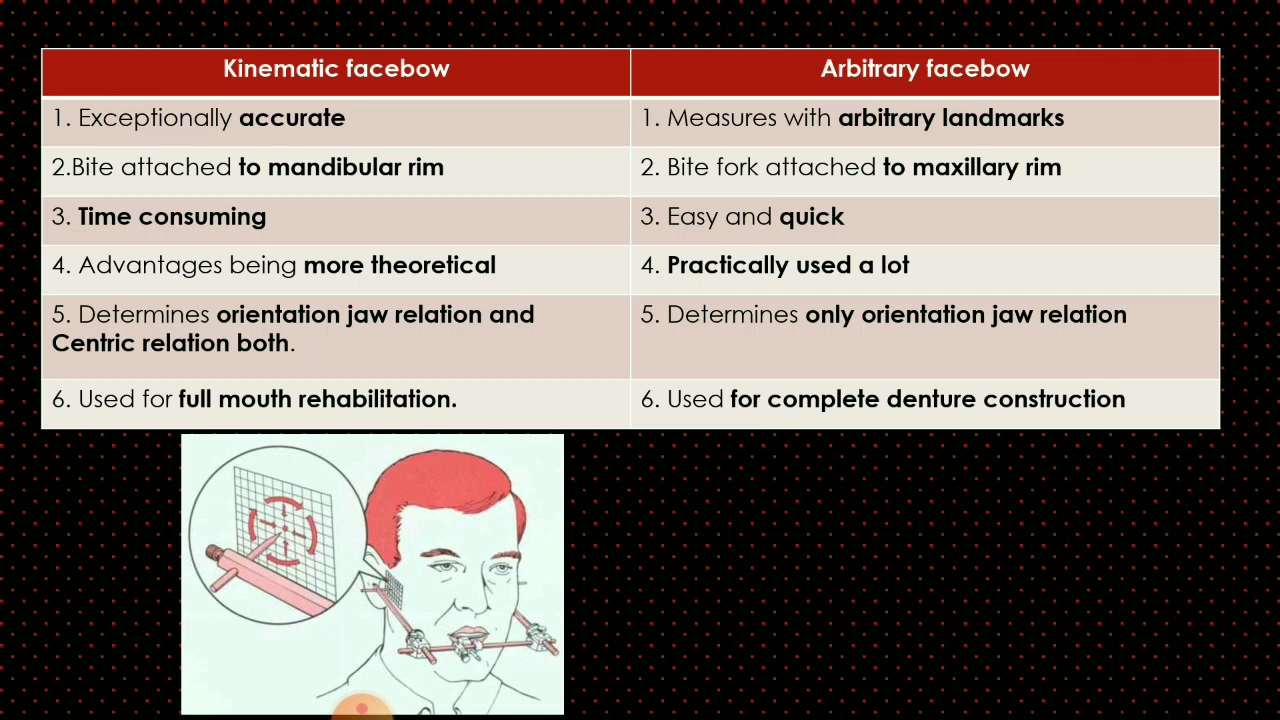 Kinematic facebow
Arbitrary facebow
1. Exceptionally accurate
1. Measures with arbitrary landmarks
2.Bite attached to mandibular rim
2. Bite fork attached to maxillary rim
3. Time consuming
3. Easy and quick
4. Advantages being more theoretical
4. Practically used a lot
5. Determines orientation jaw relation and
Centric relation both.
5. Determines only orientation jaw relation
6. Used for full mouth rehabilitation.
6. Used for complete denture construction